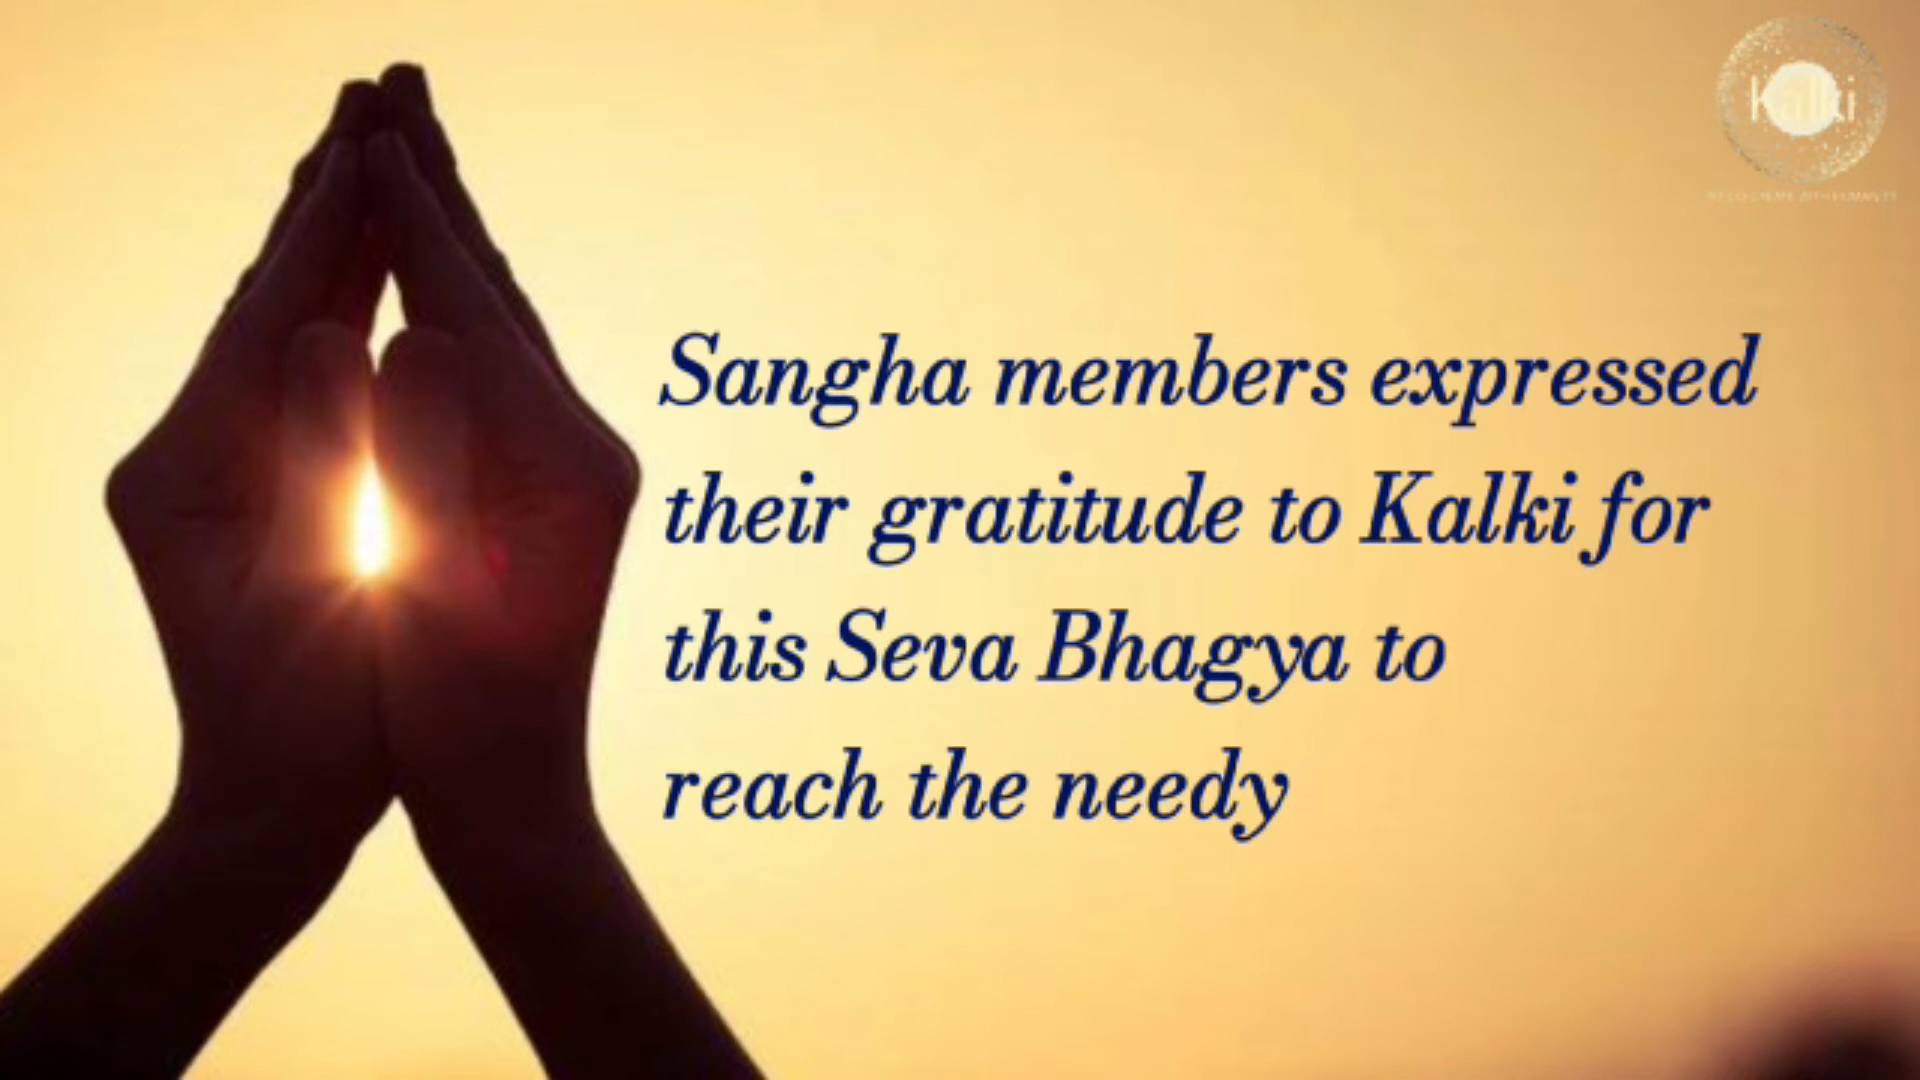 Kalki
Sangha members expressed
their gratitude to Kalki for
this Seva Bhagya to
reach the needy